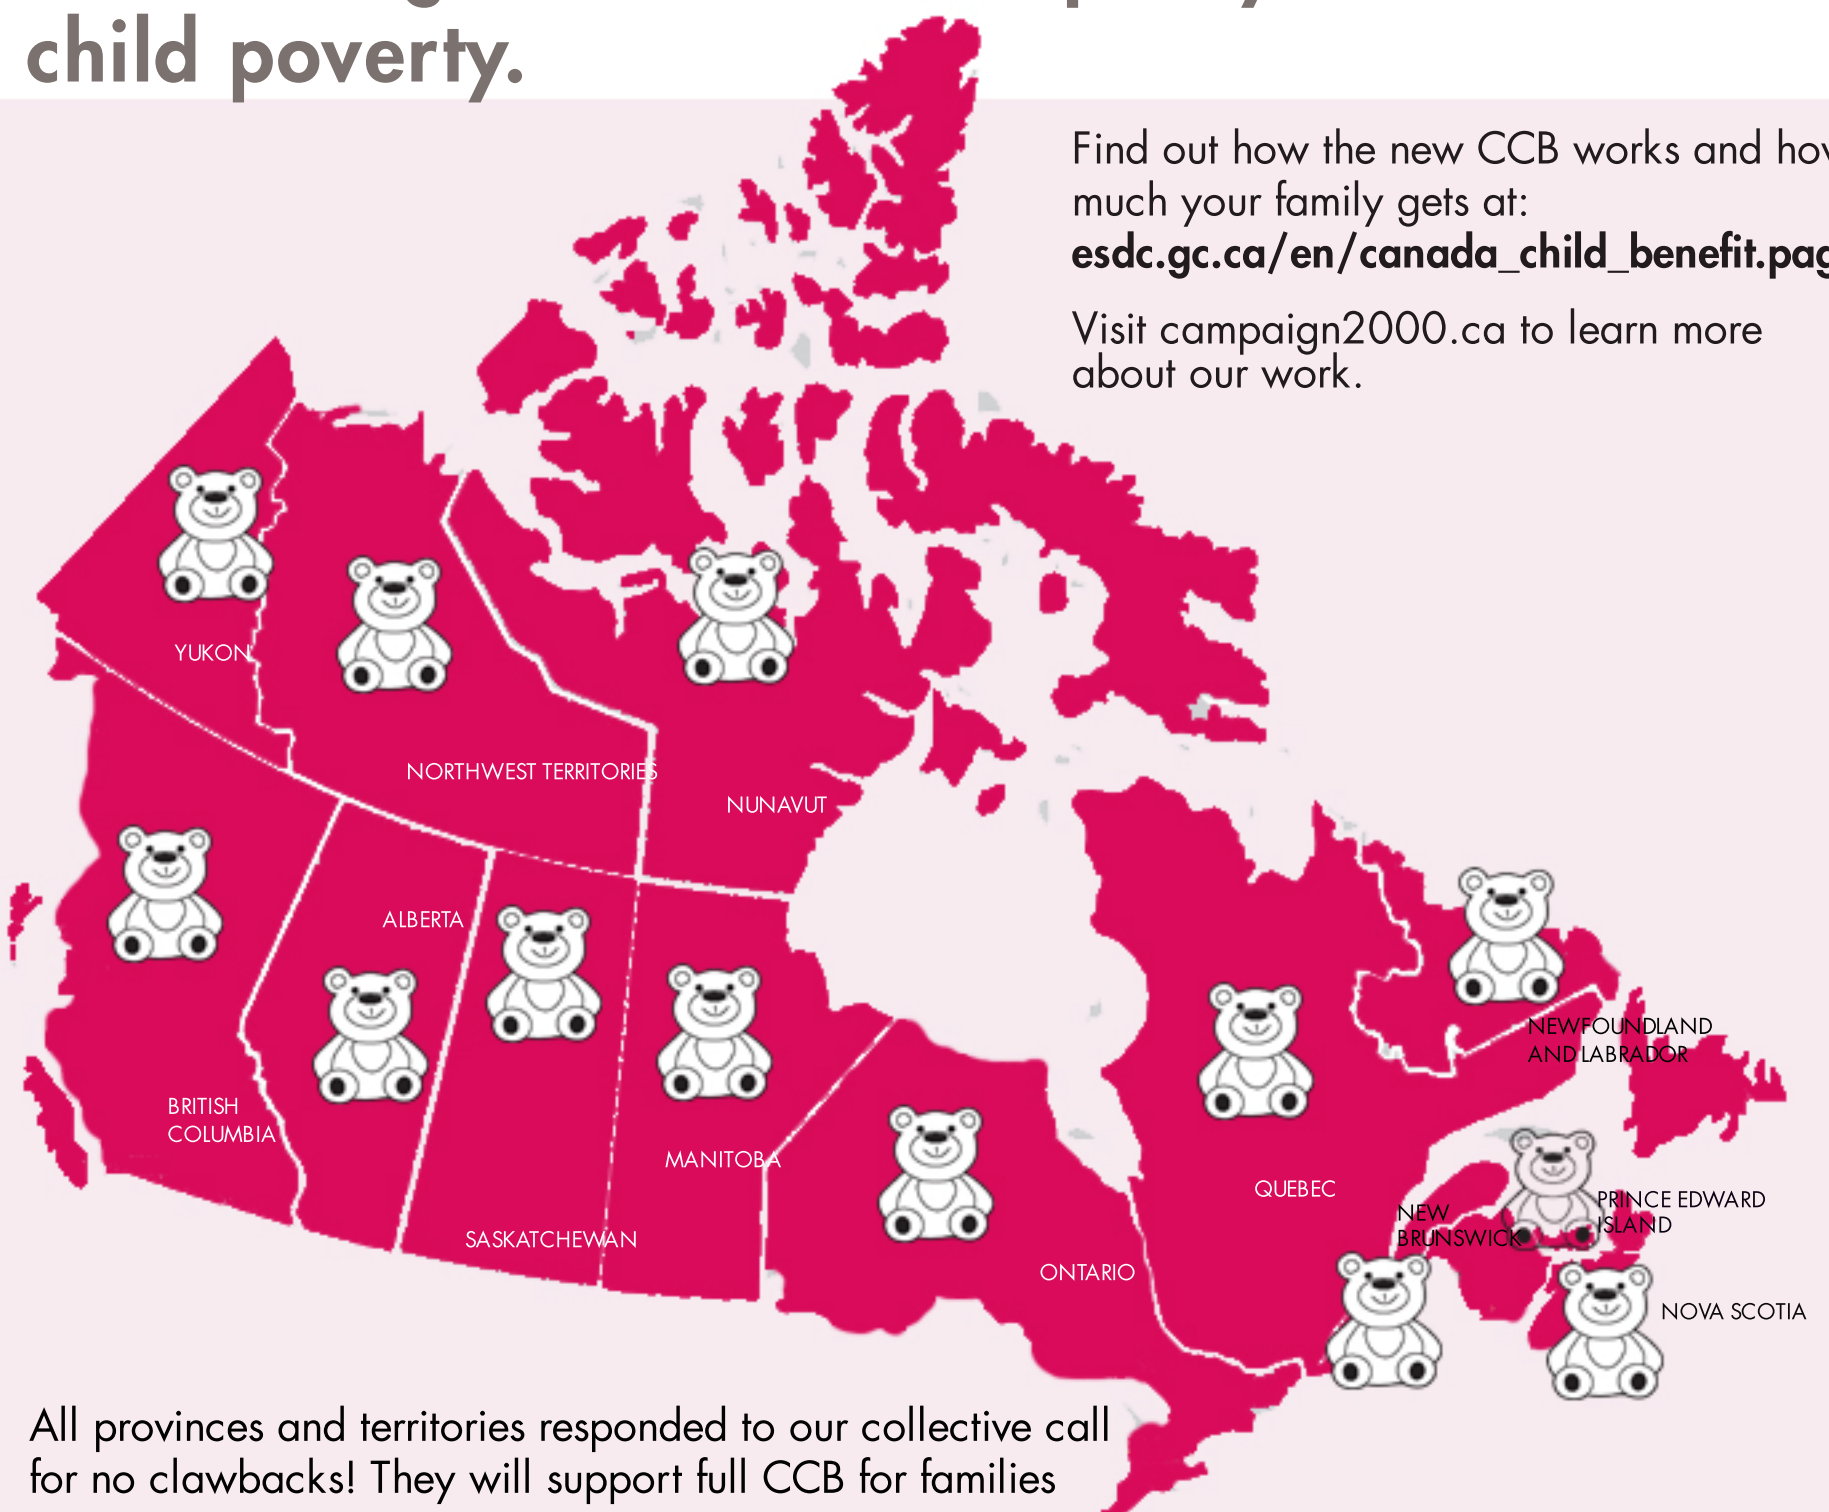 child poverty.
Find out how the new CCB works and how
much your family gets at:
esdc.gc.ca/en/canada_child_benefit.pag
Visit campaign2000.ca to learn more
about our work.
YUKON
NORTHWEST TERRITORIES
NUNAVUT
ALBERTA
NEWFOUNDLAND
AND LABRADOR
BRITISH
COLUMBIA
MANITOBA
QUEBEC
PRINCE EDWARD
ISLAND
NEW
BRUNSWICK
SASKATCHEWAN
ONTARIO
NOVA SCOTIA
All provinces and territories responded to our collective call
for no clawbacks! They will support full CCB for families